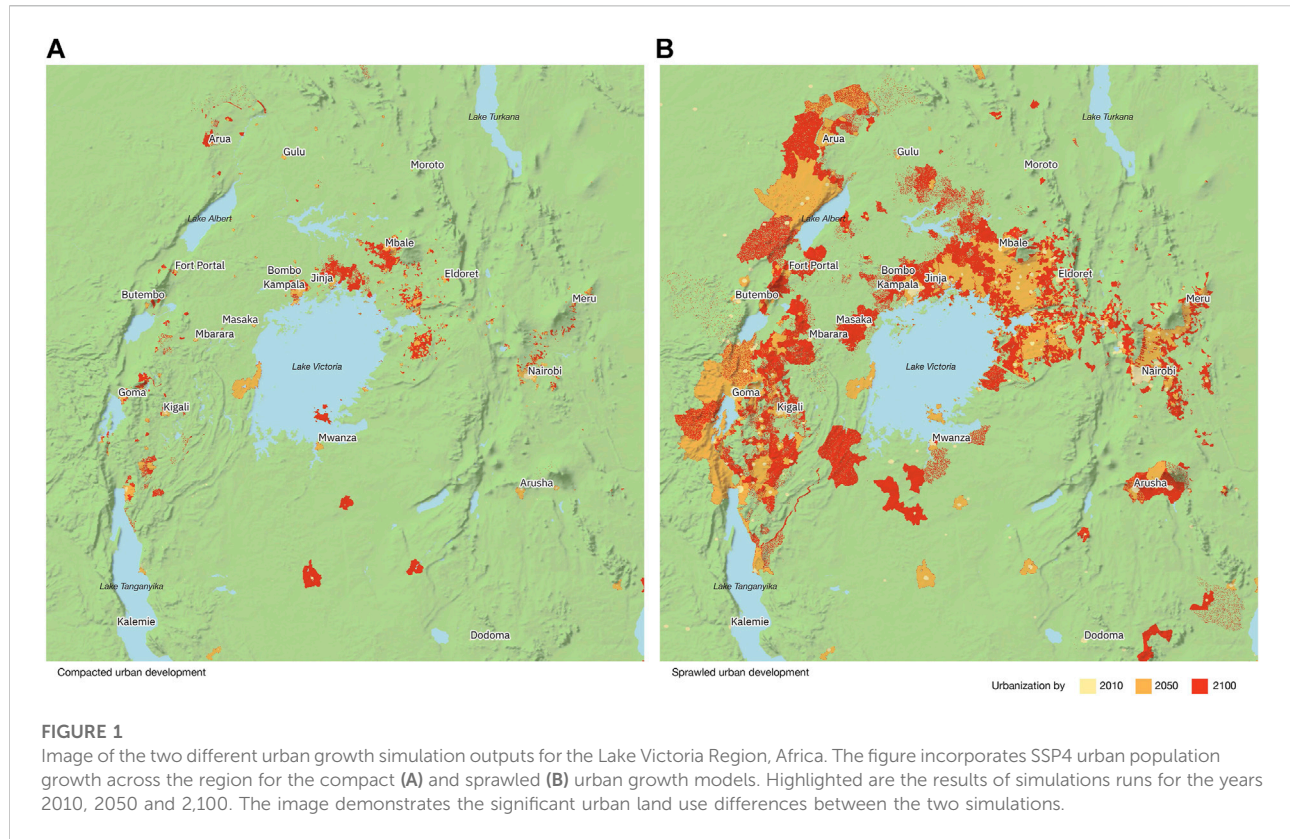 A
B
Lake Turkana
Arua
Gulu
Moroto
Lake Albert
Mbale
Fort Portal
Bombo
Jinja
Kampala
Eldoret
Butembo
Meru
Masaka
Mbarara
Lake Victoria
Nairobi
Goma
Kigali
Mwanza
Arusha
Lake Tanganyika
Kalemie
Dodoma
Compacted urban development
Lake Turkana
Arua
Gulu
Moroto
Lake Albert
Mbale
Fort Portal
Bombo
Jinja
Kampala
Eldoret
Butembo
Meru
Masaka
Mbarara
Lake Victoria
Nairobi
Goma
Kigali
Mwanza
Arusha
Lake Tanganyika
Kalemie
Dodoma
Sprawled urban development
Urbanization by 2010 2050 2100
FIGURE 1
Image of the two different urban growth simulation outputs for the Lake Victoria Region, Africa. The figure incorporates SSP4 urban population
growth across the region for the compact (A) and sprawled (B) urban growth models. Highlighted are the results of simulations runs for the years
2010, 2050 and 2,100. The image demonstrates the significant urban land use differences between the two simulations.